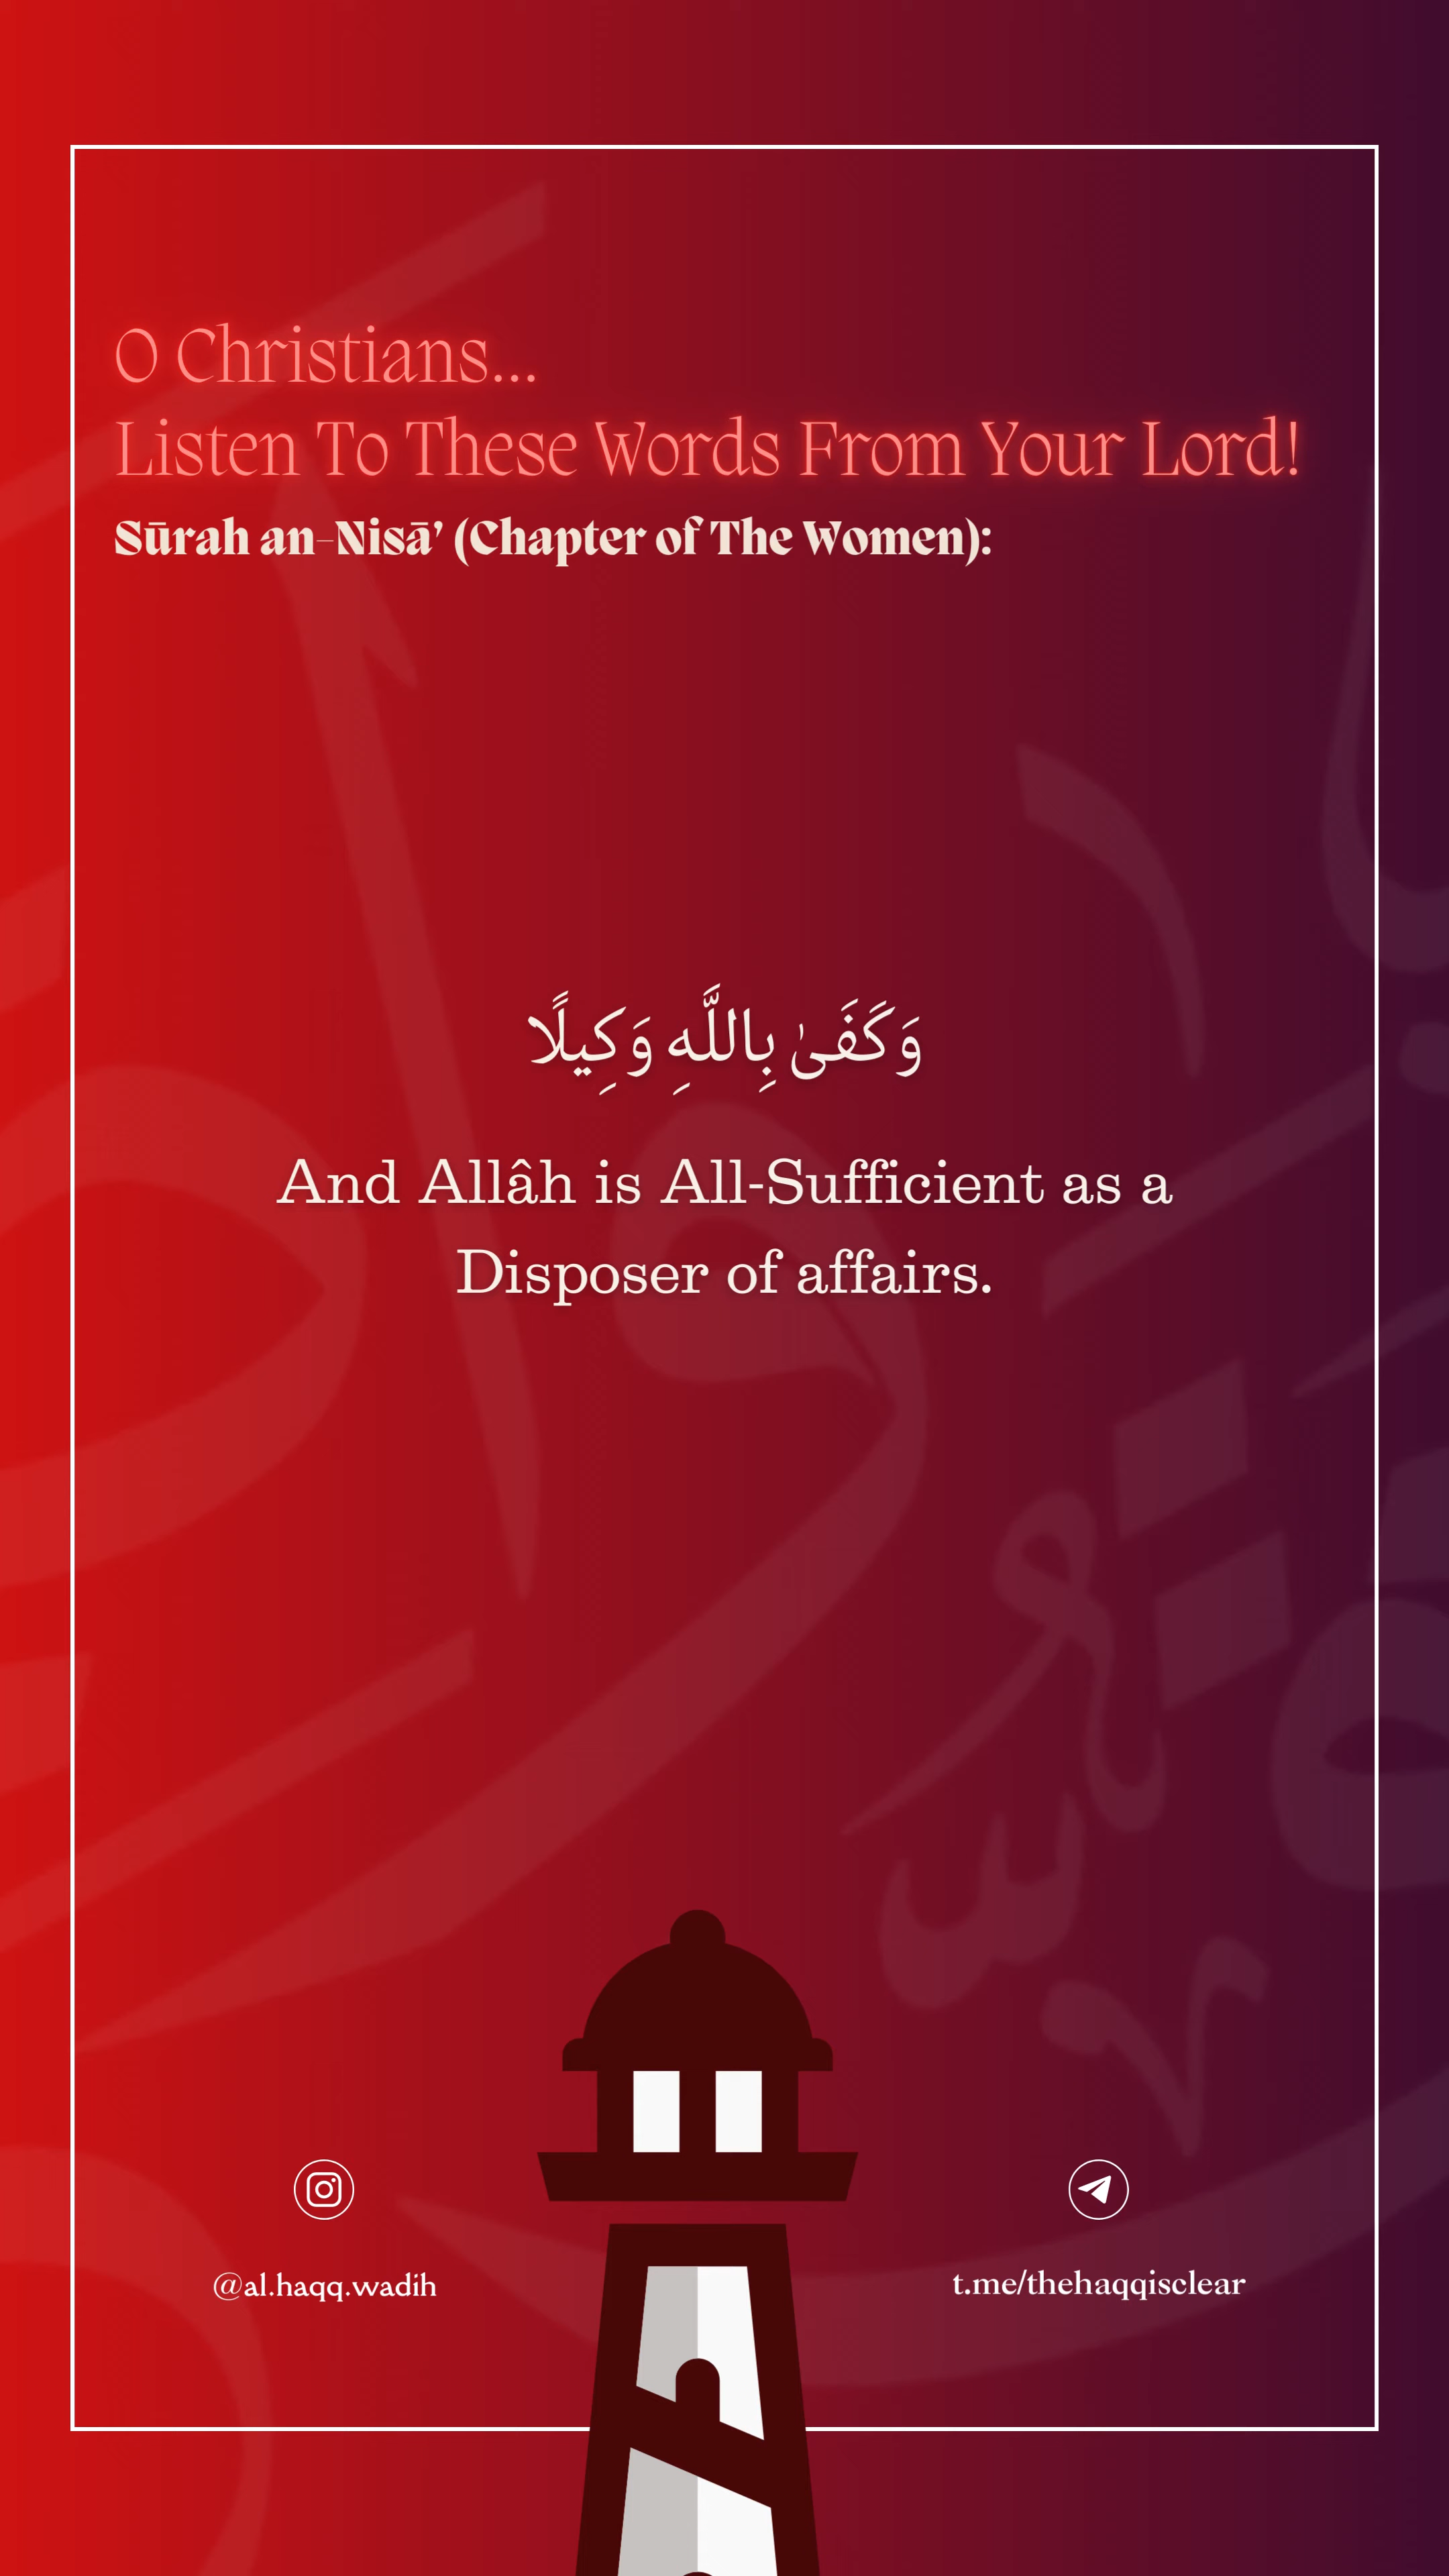 O Christians...
Listen To These Words From Your Lord!
Sūrah an-Nisā' (Chapter of The Women):
وَكَفَىٰ بِاللَّهِ وَكِيلًا
And Allâh is All-Sufficient as a
Disposer of affairs.
@al.haqq.wadih
t.me/thehaqqisclear